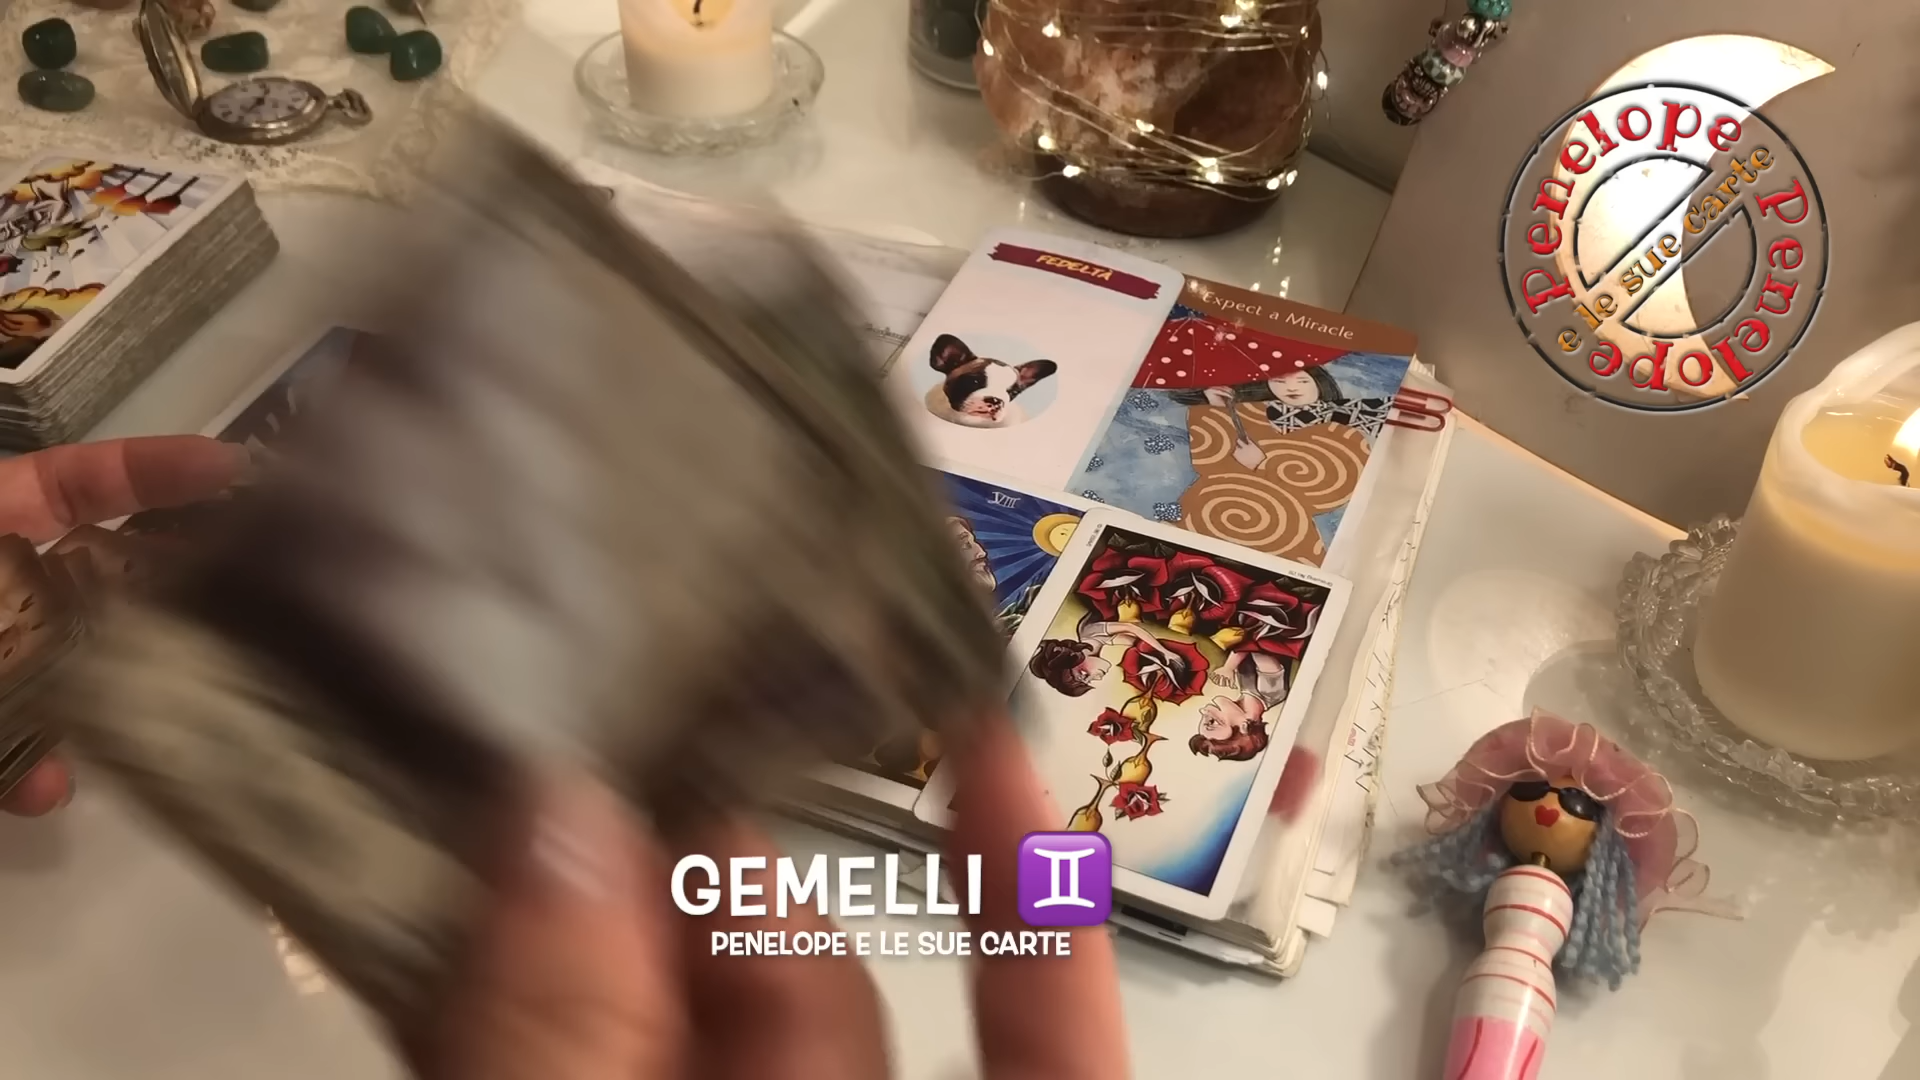 Penelope
Penelope
e le sue carte
FEDELTÀ
Expect a Miracle
VIII
GEMELLI ♊
PENELOPE E LE SUE CARTE